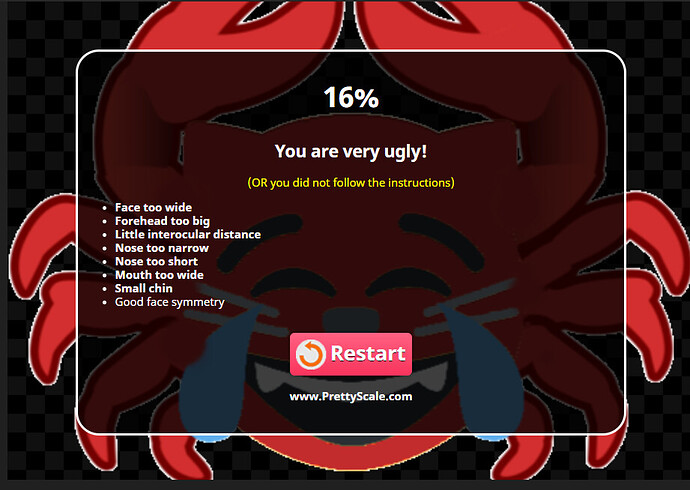 16%
You are very ugly!
(OR you did not follow the instructions)
Face too wide
Forehead too big
Little interocular distance
Nose too narrow
Nose too short
Mouth too wide
Small chin
Good face symmetry
Restart
www.PrettyScale.com